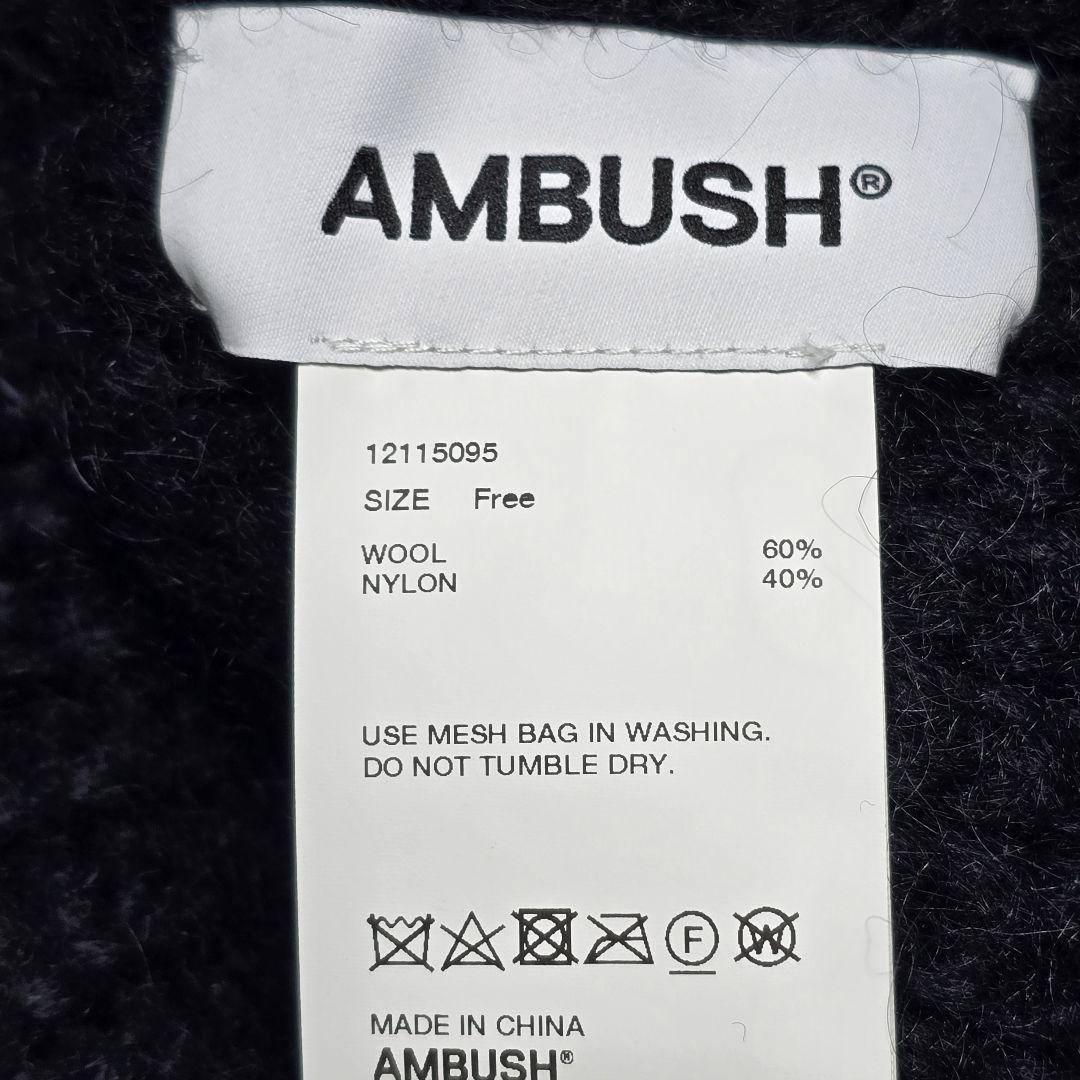 AMBUSH®
12115095
SIZE Free
WOOL 60%
NYLON 40%
USE MESH BAG IN WASHING.
DO NOT TUMBLE DRY.
F W
MADE IN CHINA
AMBUSH®